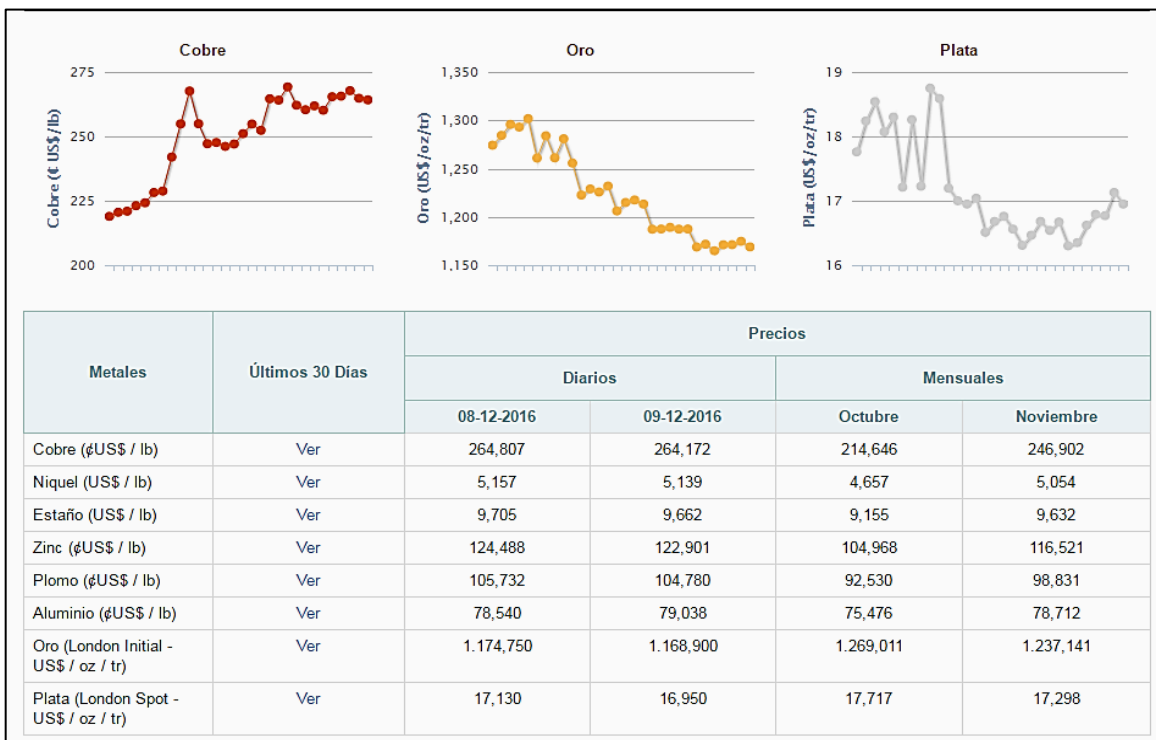 Cobre
275
250
225
200
Cobre (¢ US$/lb)
Oro
1,350
1,300
1,250
1,200
1,150
Oro (US$/oz/tr)
Plata
19
18
17
16
Plata (US$/oz/tr)
Metales Últimos 30 Días Precios
Diarios Mensuales
08-12-2016 09-12-2016 Octubre Noviembre
Cobre (¢US$ / lb) Ver 264,807 264,172 214,646 246,902
Niquel (US$ / lb) Ver 5,157 5,139 4,657 5,054
Estaño (US$ / lb) Ver 9,705 9,662 9,155 9,632
Zinc (¢US$ / lb) Ver 124,488 122,901 104,968 116,521
Plomo (¢US$ / lb) Ver 105,732 104,780 92,530 98,831
Aluminio (¢US$ / lb) Ver 78,540 79,038 75,476 78,712
Oro (London Initial - Ver 1.174,750 1.168,900 1.269,011 1.237,141
US$ / oz / tr)
Plata (London Spot - Ver 17,130 16,950 17,717 17,298
US$ / oz / tr)